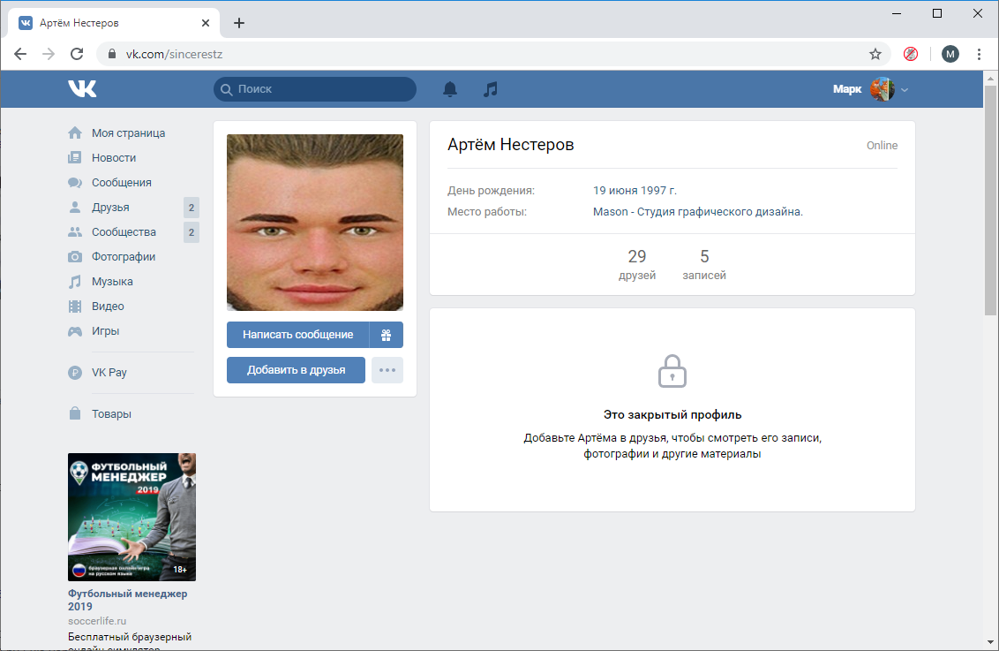 Артём Нестеров
vk.com/sincerestz
M
VK
Поиск
Марк
Моя страница
Новости
Сообщения
Друзья 2
Сообщества 2
Фотографии
Музыка
Видео
Игры
VK Pay
Товары
ФУТБОЛЬНЫЙ
МЕНЕДЖЕР
2019
браузерная онлайн-игра
на русском языке
18+
Футбольный менеджер
2019
soccerlife.ru
Бесплатный браузерный
онлайн-симулятор
Написать сообщение
Добавить в друзья
Артём Нестеров
Online
День рождения: 19 июня 1997 г.
Место работы: Mason - Студия графического дизайна.
29 5
друзей записей
Это закрытый профиль
Добавьте Артёма в друзья, чтобы смотреть его записи,
фотографии и другие материалы